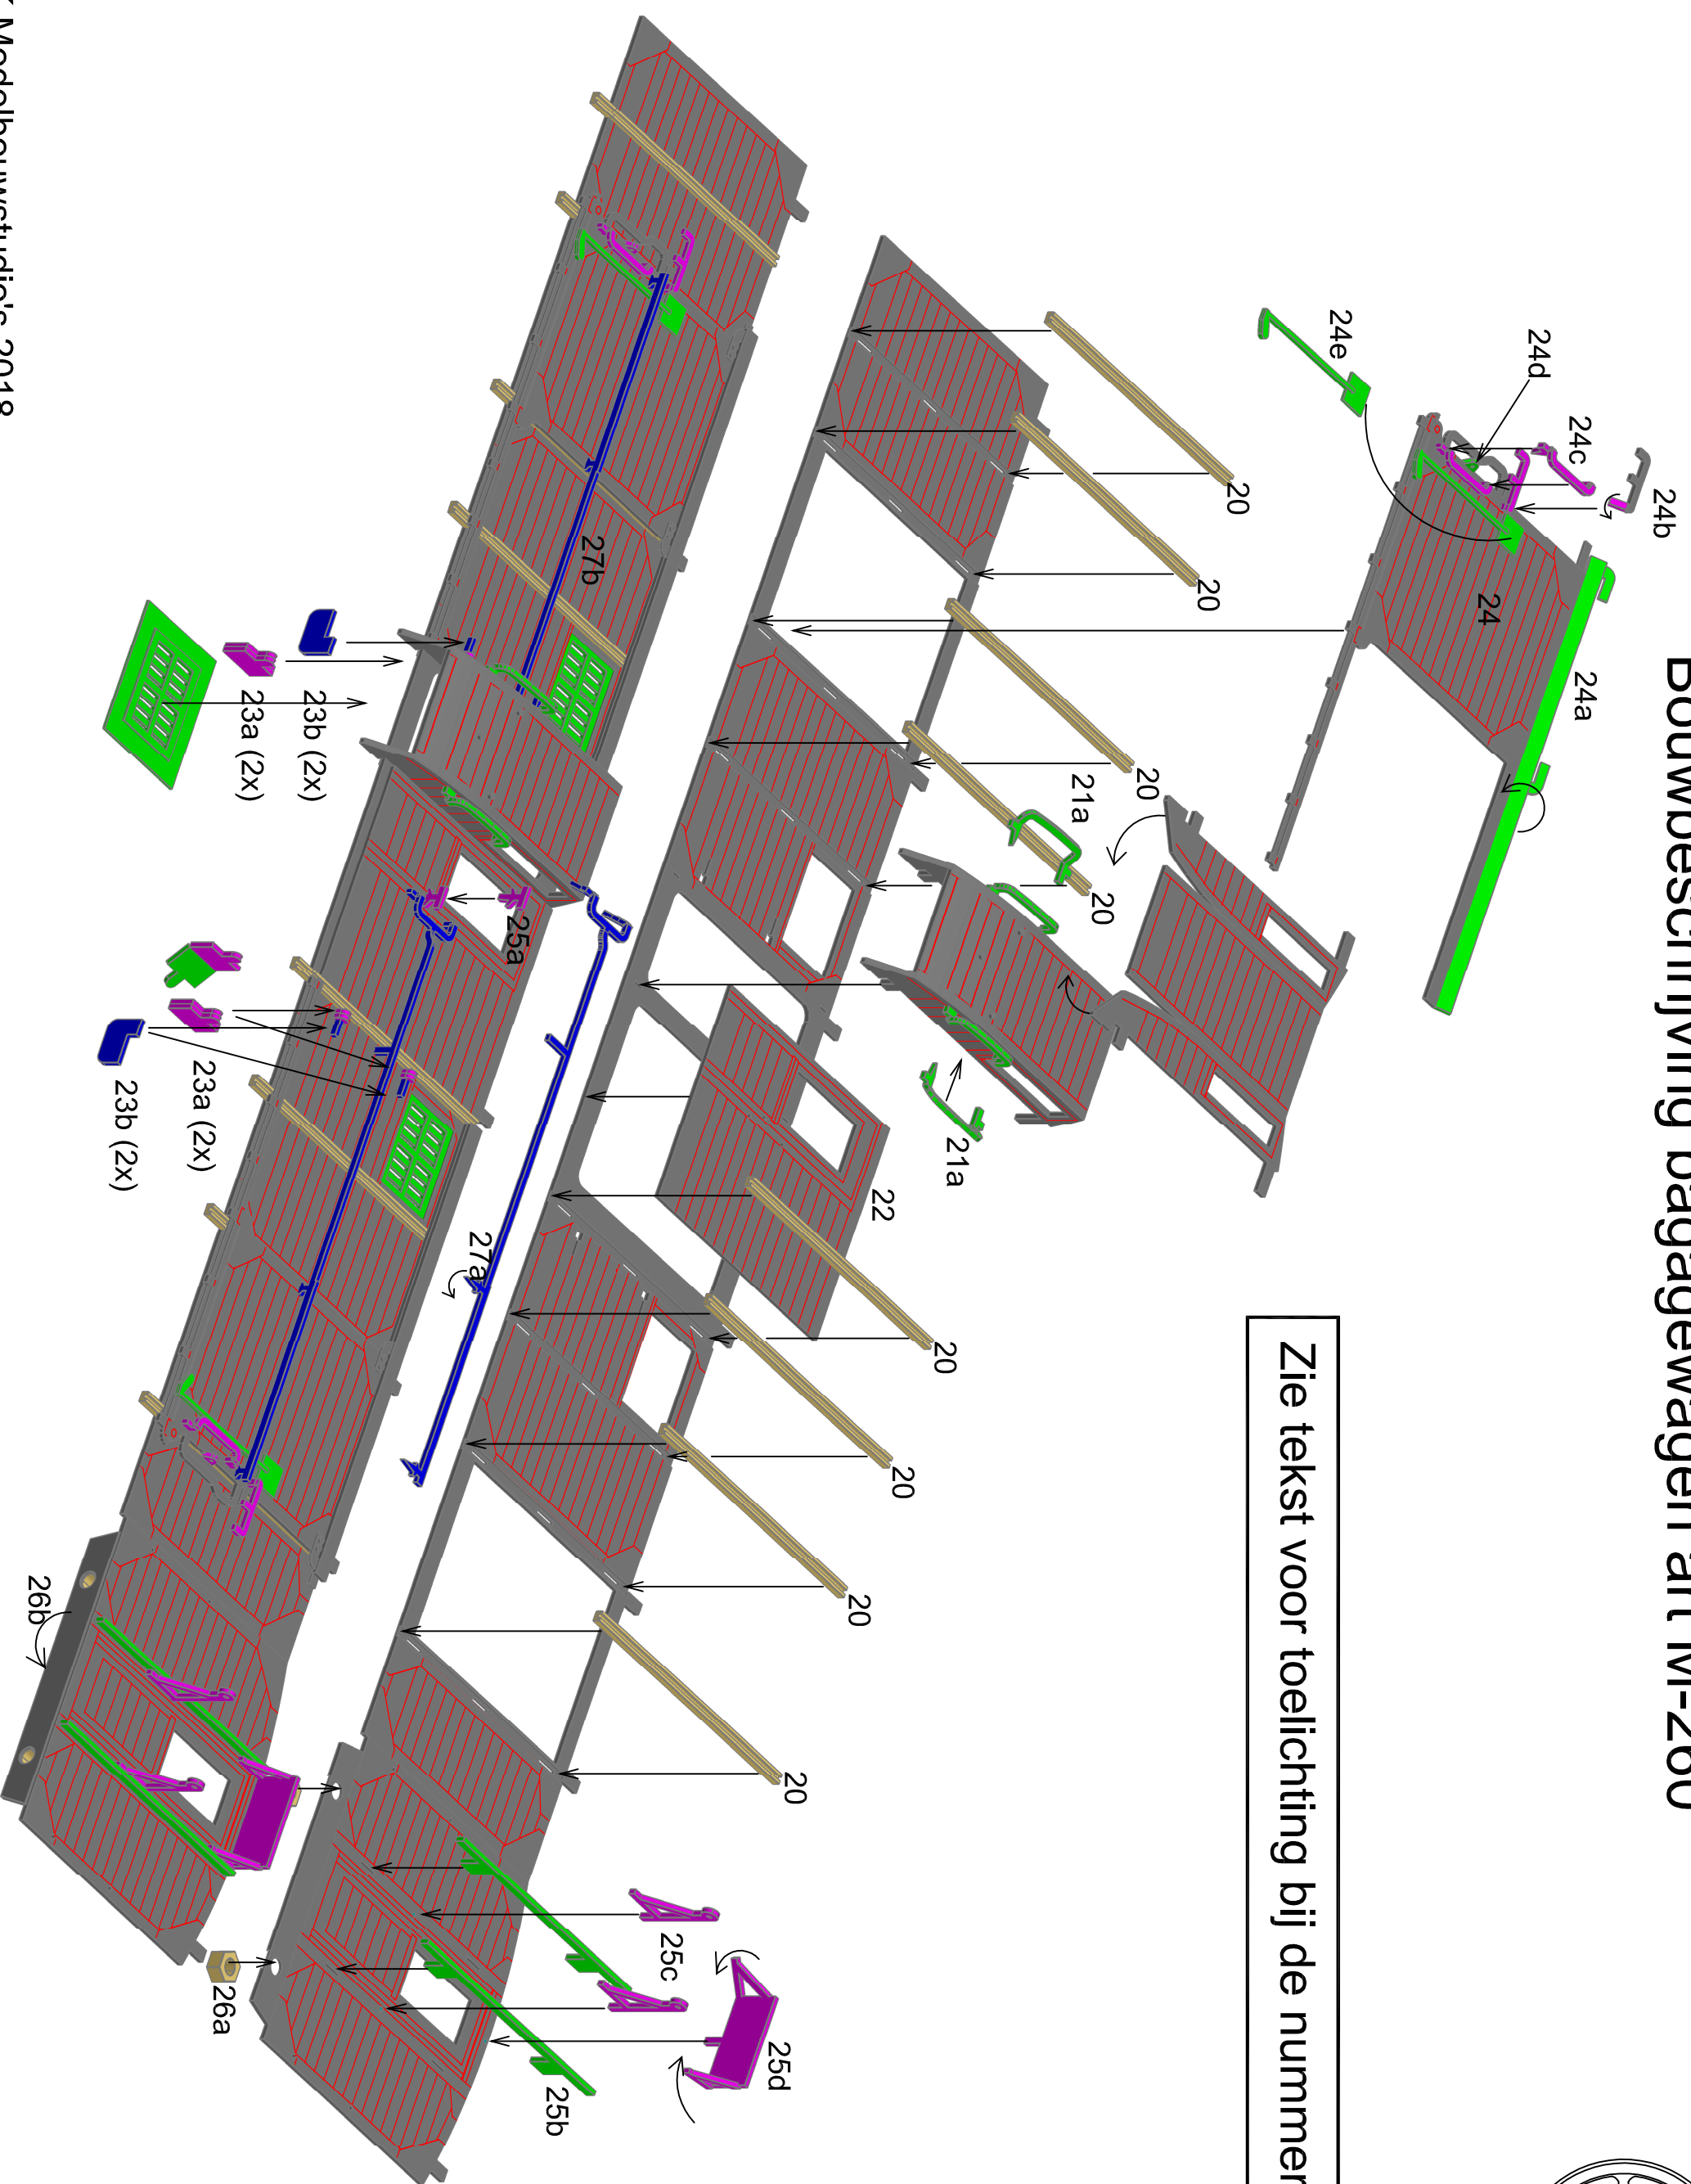 Bouwbeschrijving baggagewagen art M-260
Zie tekst voor toelichting bij de nummer
24b
24c
24d
24e
24
24a
20
20
20
21a
20
21a
22
20
20
20
20
25c
25d
25b
25a
27b
27a
23b (2x)
23a (2x)
23a (2x)
23b (2x)
26b
26a
Modelbouwstudio's 2018